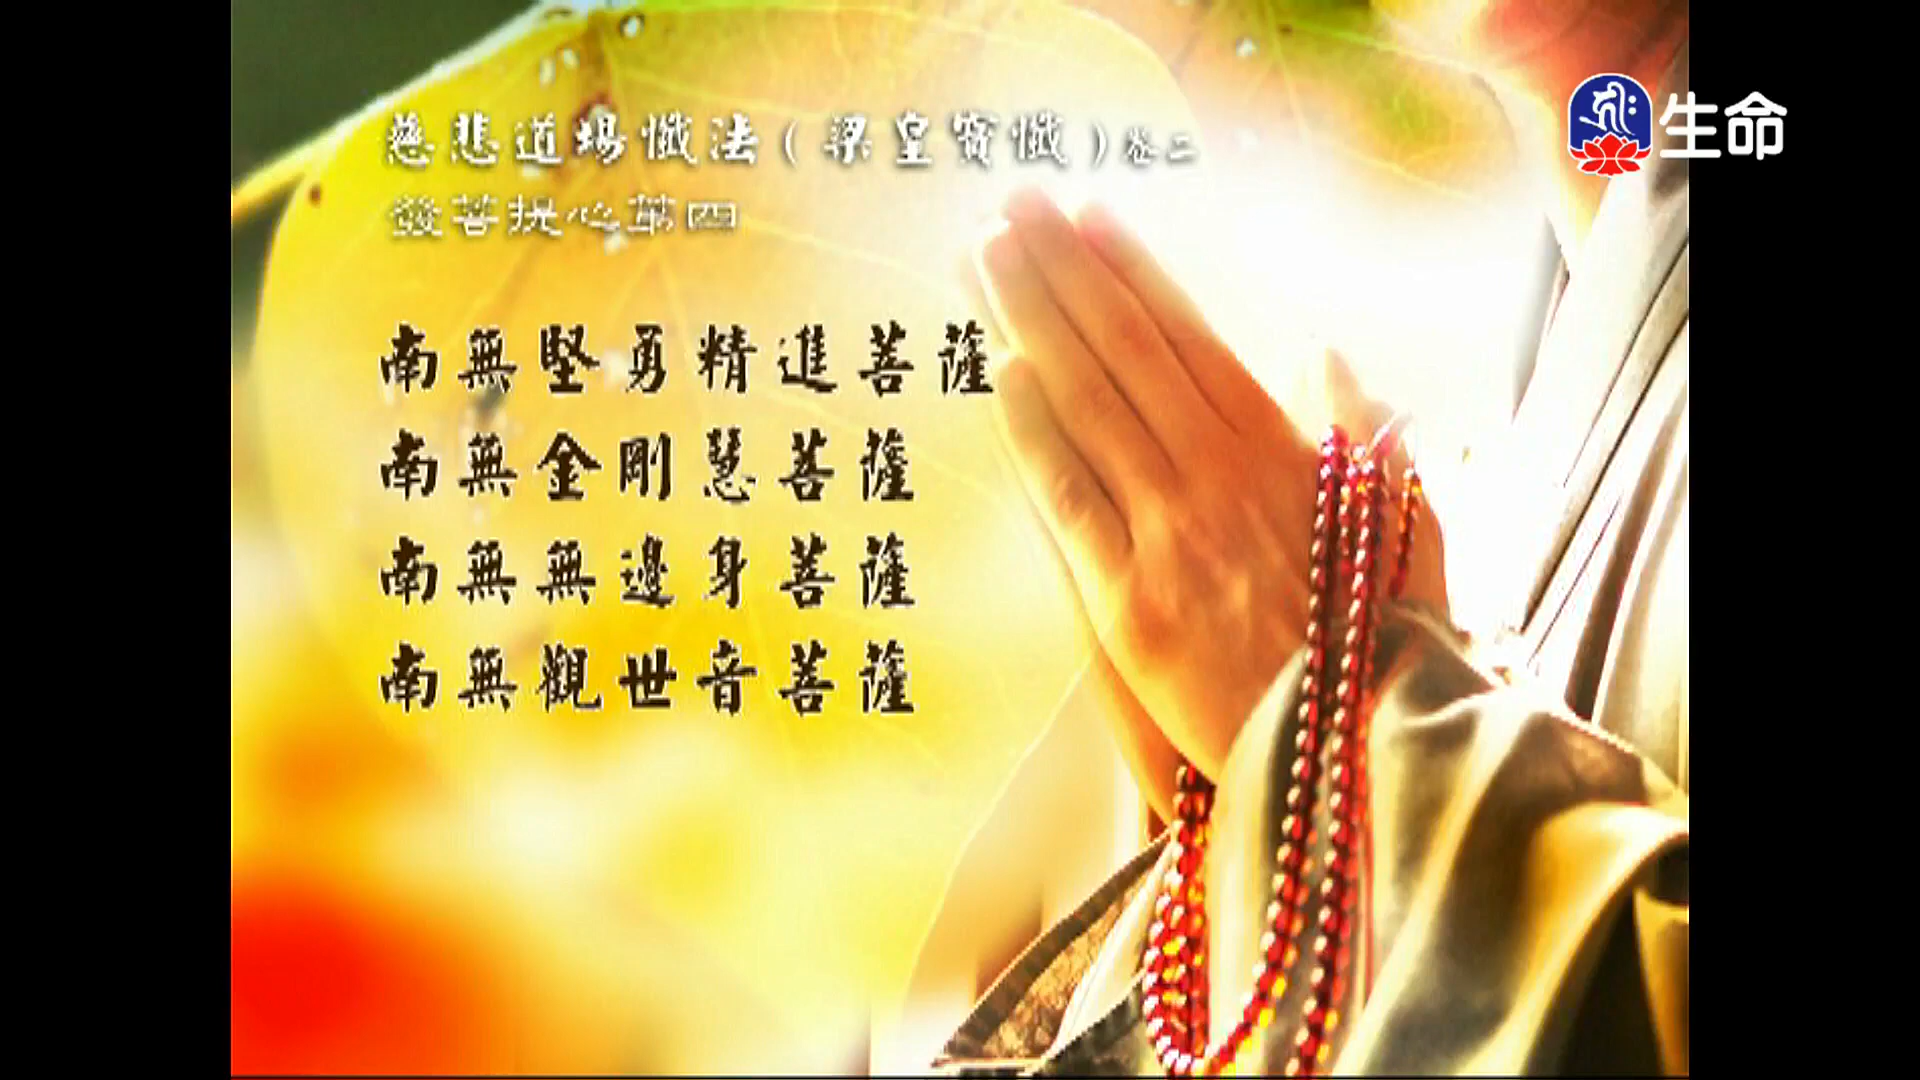 慈悲道場懺法(梁皇寶懺)卷二
發菩提心第四
南無堅勇精進菩薩
南無金剛慧菩薩
南無無邊身菩薩
南無觀世音菩薩
生命